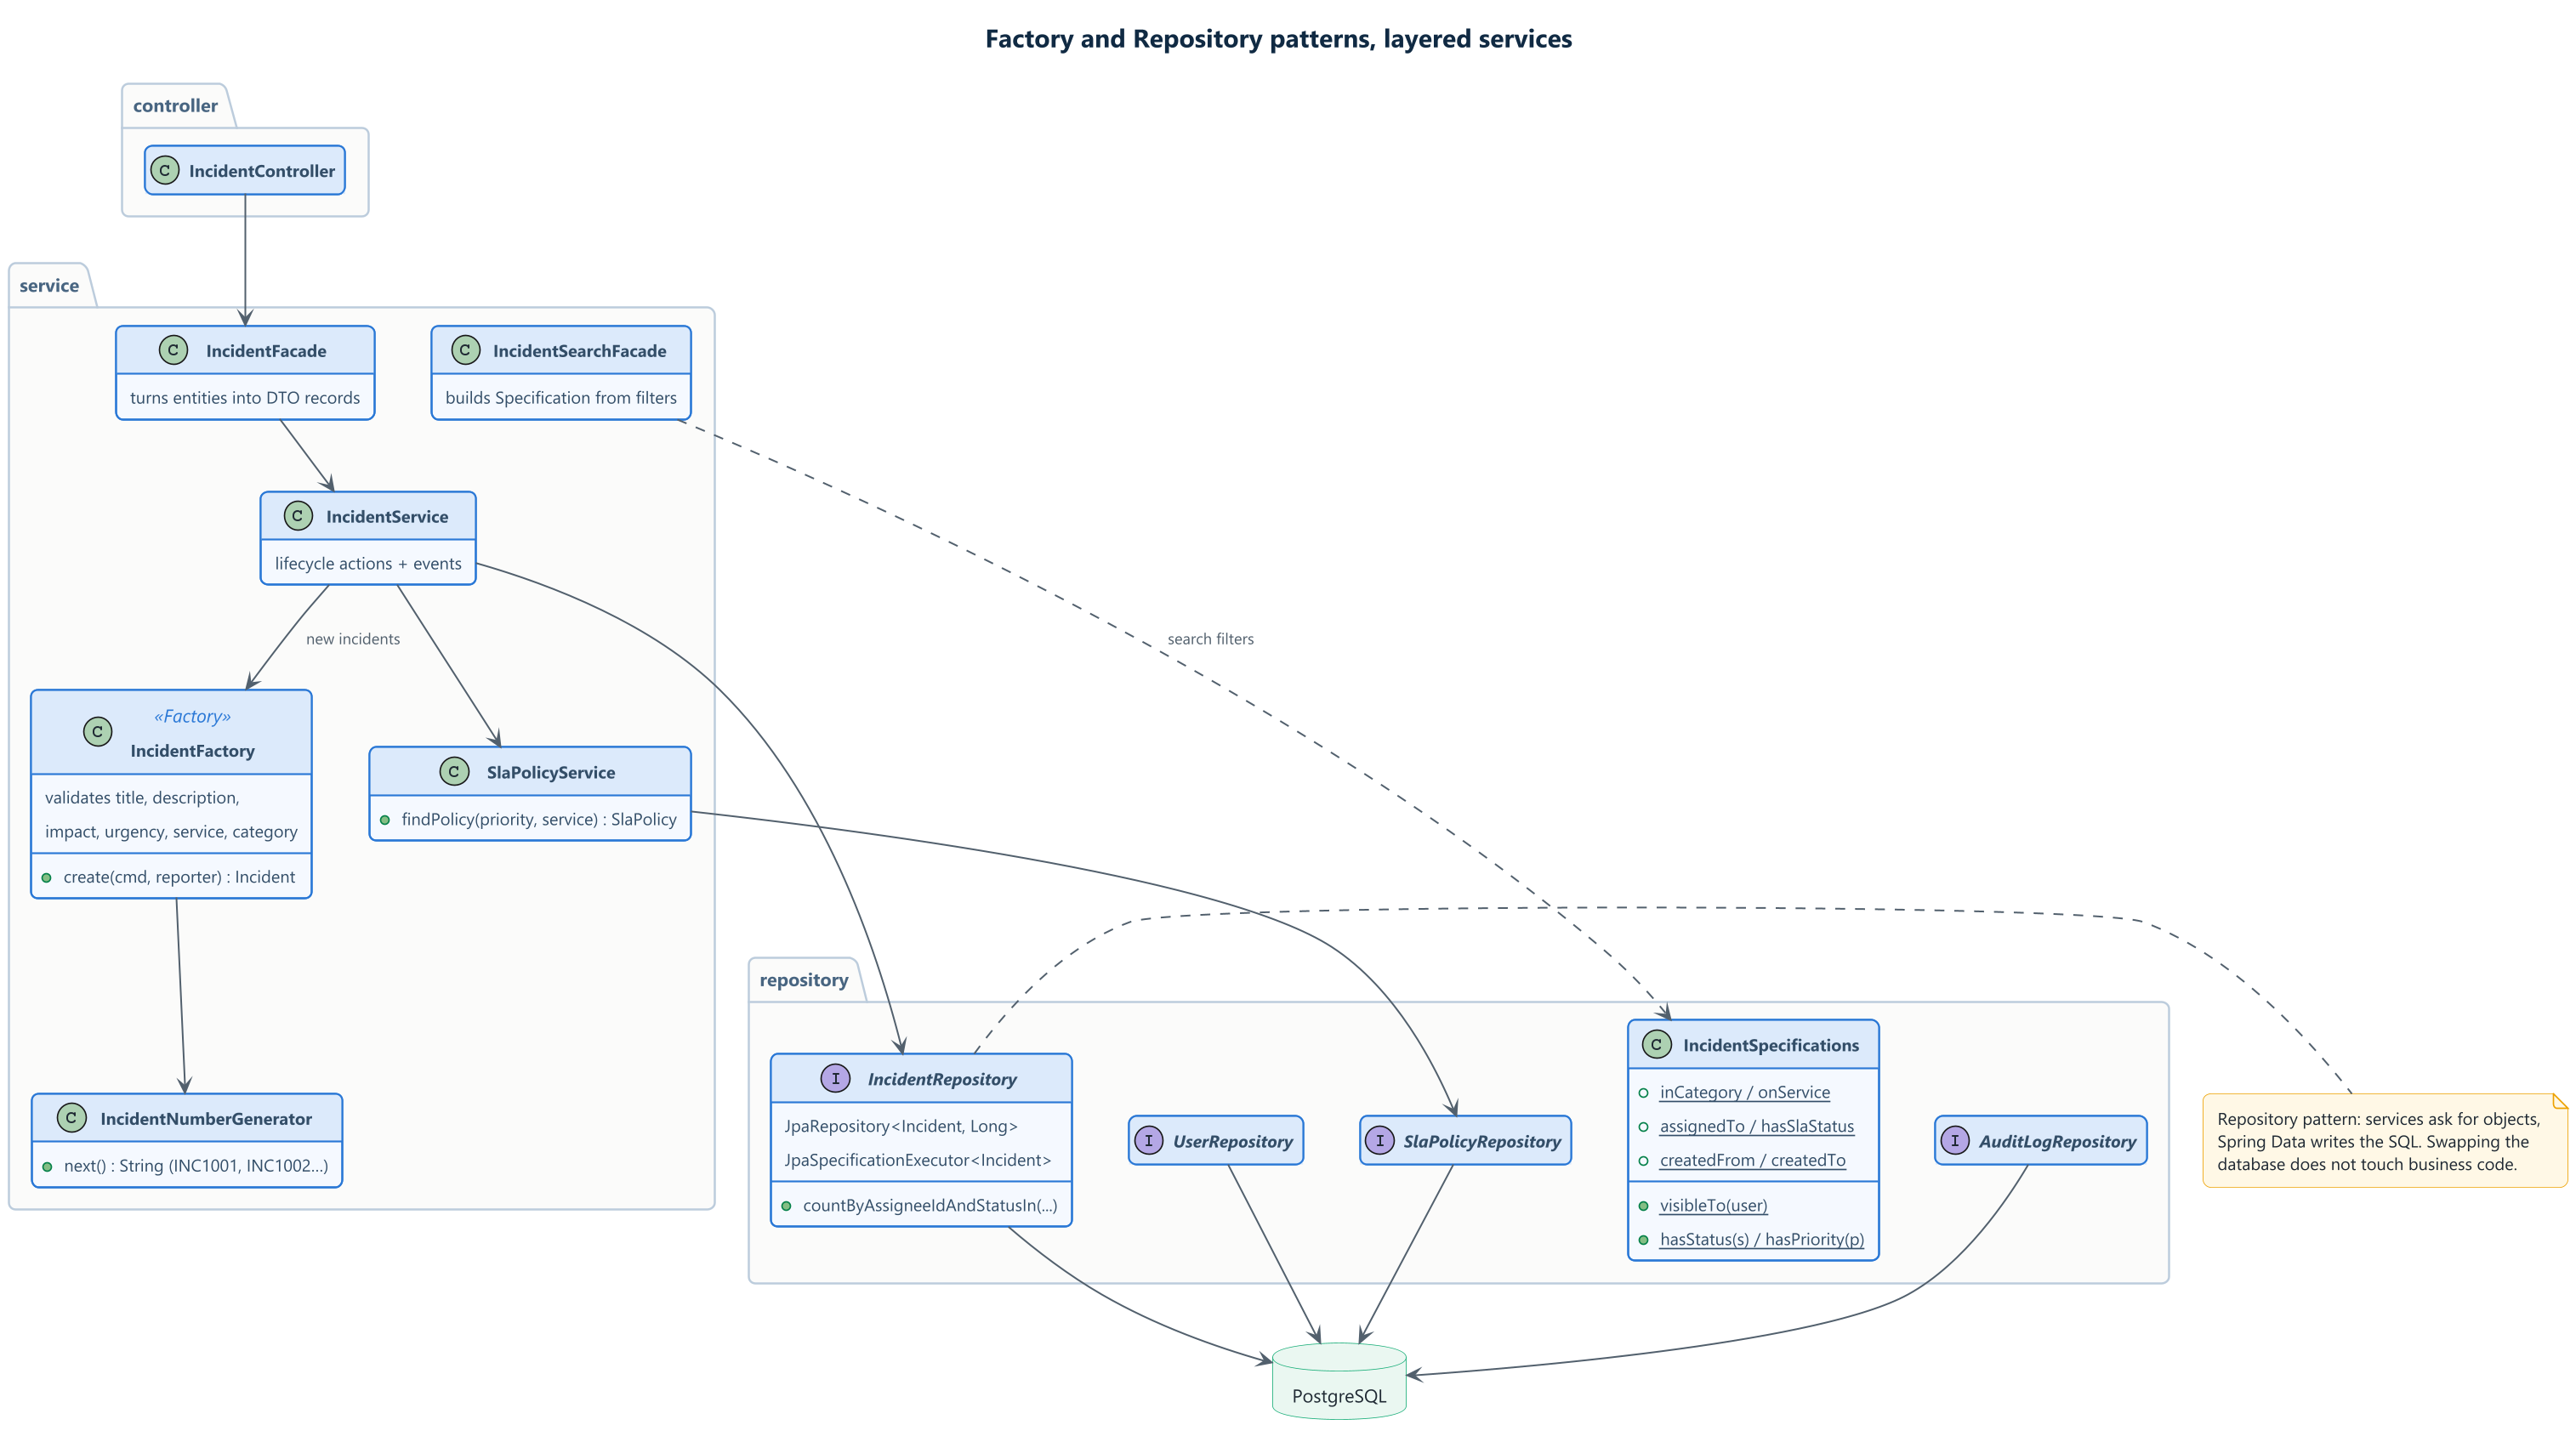 Factory and Repository patterns, layered services
controller
C IncidentController
service
C IncidentFacade
turns entities into DTO records
C IncidentSearchFacade
builds Specification from filters
C IncidentService
lifecycle actions + events
new incidents
search filters
«Factory»
C IncidentFactory
validates title, description,
impact, urgency, service, category
create(cmd, reporter) : Incident
C SlaPolicyService
findPolicy(priority, service) : SlaPolicy
C IncidentNumberGenerator
next() : String (INC1001, INC1002...)
repository
I IncidentRepository
JpaRepository<Incident, Long>
JpaSpecificationExecutor<Incident>
countByAssigneeIdAndStatusIn(...)
I UserRepository
I SlaPolicyRepository
C IncidentSpecifications
inCategory / onService
assignedTo / hasSlaStatus
createdFrom / createdTo
visibleTo(user)
hasStatus(s) / hasPriority(p)
I AuditLogRepository
Repository pattern: services ask for objects,
Spring Data writes the SQL. Swapping the
database does not touch business code.
PostgreSQL